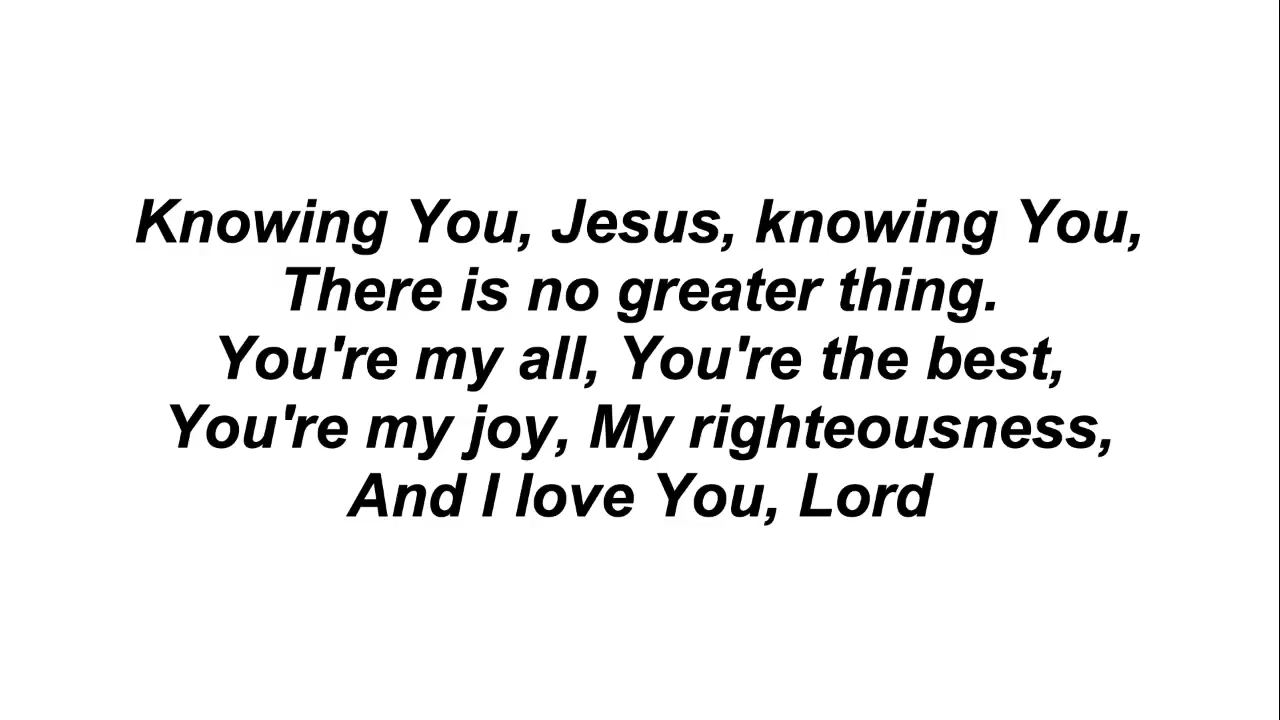 Knowing You, Jesus, knowing You,
There is no greater thing.
You're my all, You're the best,
You're my joy, My righteousness,
And I love You, Lord